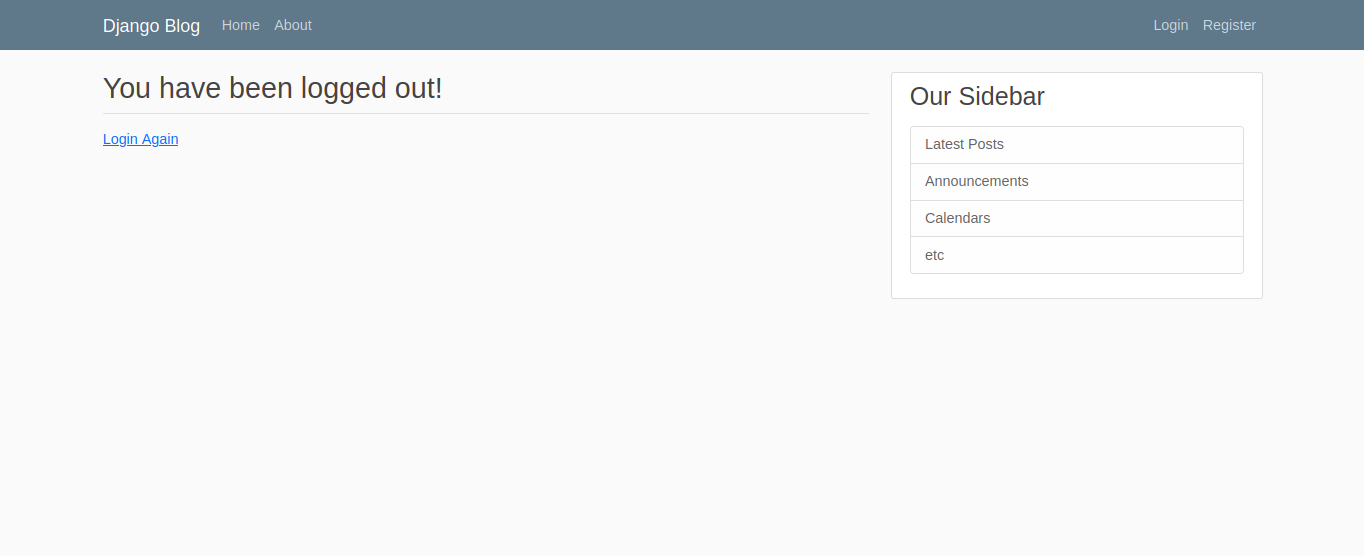 Django Blog Home About Login Register
You have been logged out!
Login Again
Our Sidebar
Latest Posts
Announcements
Calendars
etc